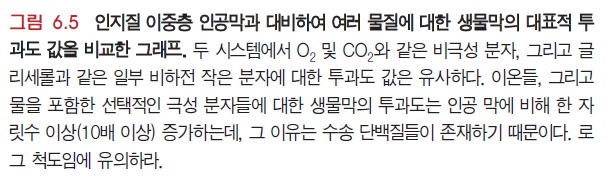 그림 6.5 인지질 이중층 인공막과 대비하여 여러 물질에 대한 생물막의 대표적 투
과도 값을 비교한 그래프. 두 시스템에서 O₂ 및 CO₂와 같은 비극성 분자, 그리고 글
리세롤과 같은 일부 비하전 작은 분자에 대한 투과도 값은 유사하다. 이온들, 그리고
물을 포함한 선택적인 극성 분자들에 대한 생물막의 투과도는 인공 막에 비해 한 자
릿수 이상(10배 이상) 증가하는데, 그 이유는 수송 단백질들이 존재하기 때문이다. 로
그 척도임에 유의하라.